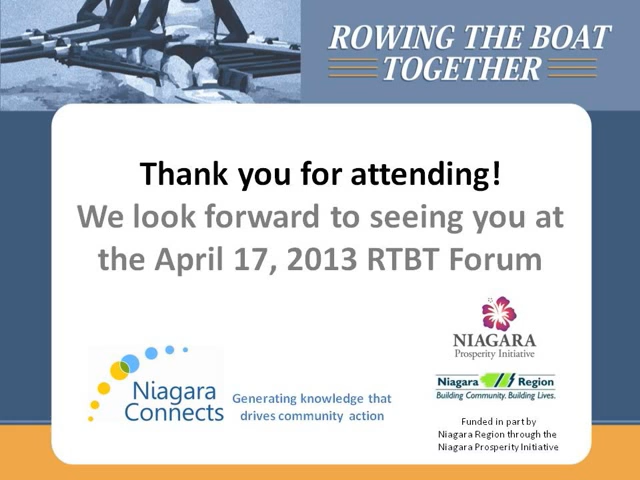 ROWING THE BOAT
TOGETHER
Thank you for attending!
We look forward to seeing you at
the April 17, 2013 RTBT Forum
NIAGARA
Prosperity Initiative
Niagara Region
Building Community. Building Lives.
Niagara
Connects
Generating knowledge that
drives community action
Funded in part by
Niagara Region through the
Niagara Prosperity Initiative